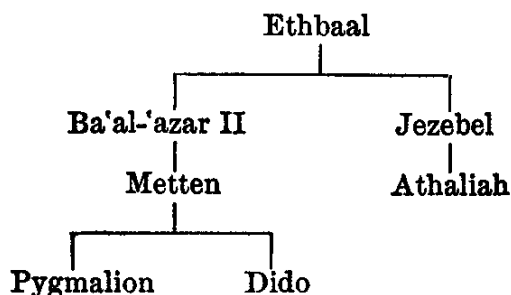 Ethbaal
Ba‘al-‘azar II Jezebel
Metten Athaliah
Pygmalion Dido